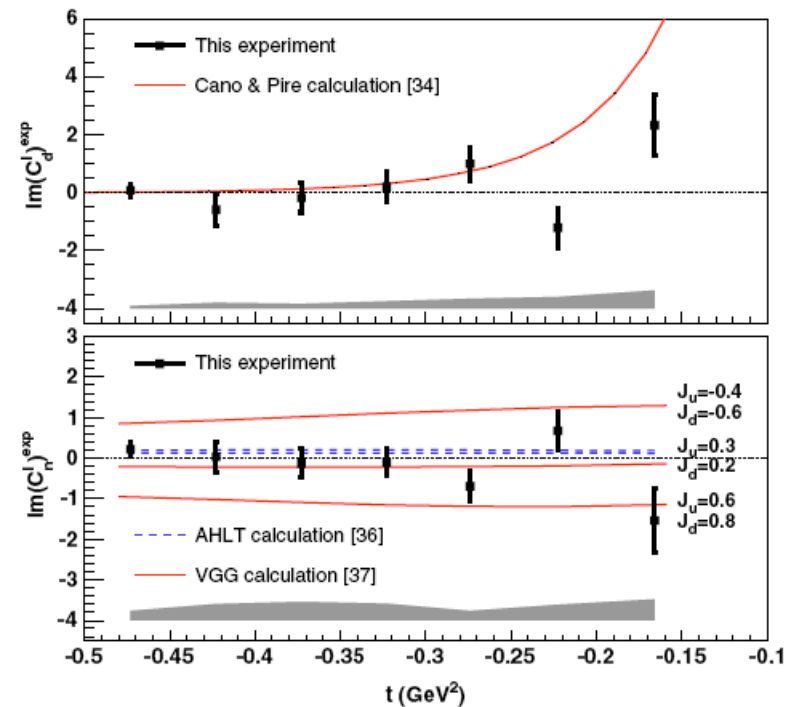 Im(C^I_d)^exp
6
4
2
0
-2
-4
This experiment
Cano & Pire calculation [34]
Im(C^I_n)^exp
3
2
1
0
-1
-2
-3
-4
This experiment
J_u=-0.4
J_d=-0.6
J_u=0.3
J_d=0.2
J_u=0.6
J_d=0.8
AHLT calculation [36]
VGG calculation [37]
-0.5 -0.45 -0.4 -0.35 -0.3 -0.25 -0.2 -0.15 -0.1
t (GeV²)